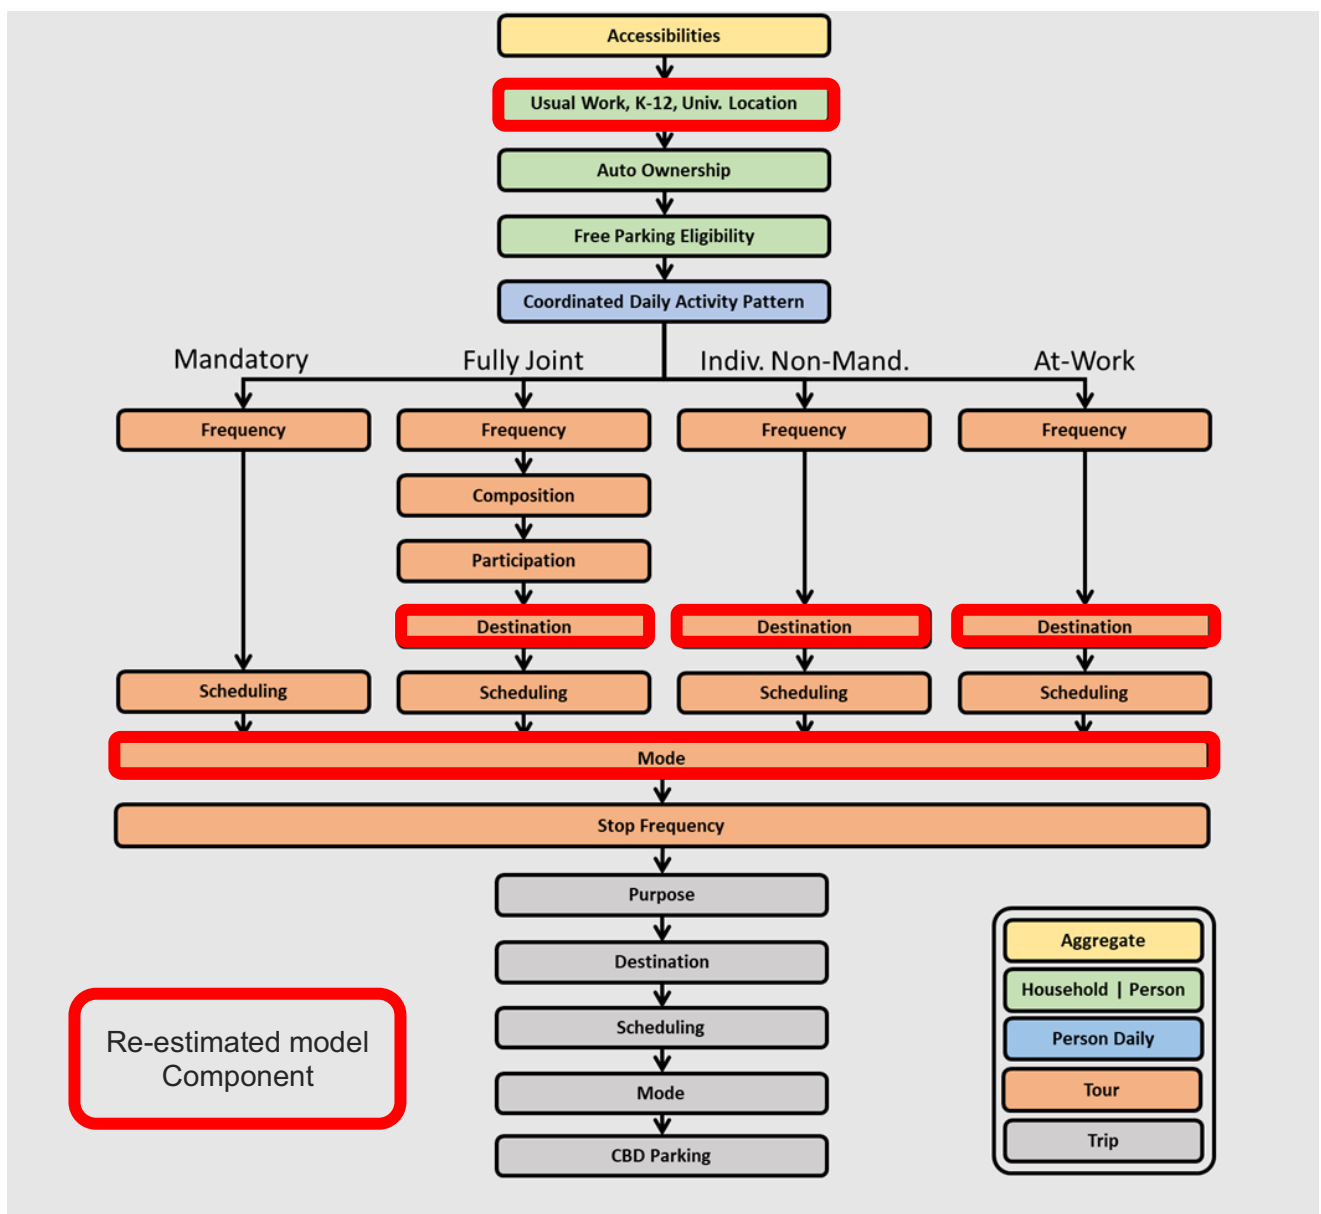 Accessibilities
Usual Work, K-12, Univ. Location
Auto Ownership
Free Parking Eligibility
Coordinated Daily Activity Pattern
Mandatory
Fully Joint
Indiv. Non-Mand.
At-Work
Frequency
Frequency
Frequency
Frequency
Composition
Participation
Destination
Destination
Destination
Scheduling
Scheduling
Scheduling
Scheduling
Mode
Stop Frequency
Purpose
Destination
Scheduling
Mode
CBD Parking
Re-estimated model
Component
Aggregate
Household | Person
Person Daily
Tour
Trip